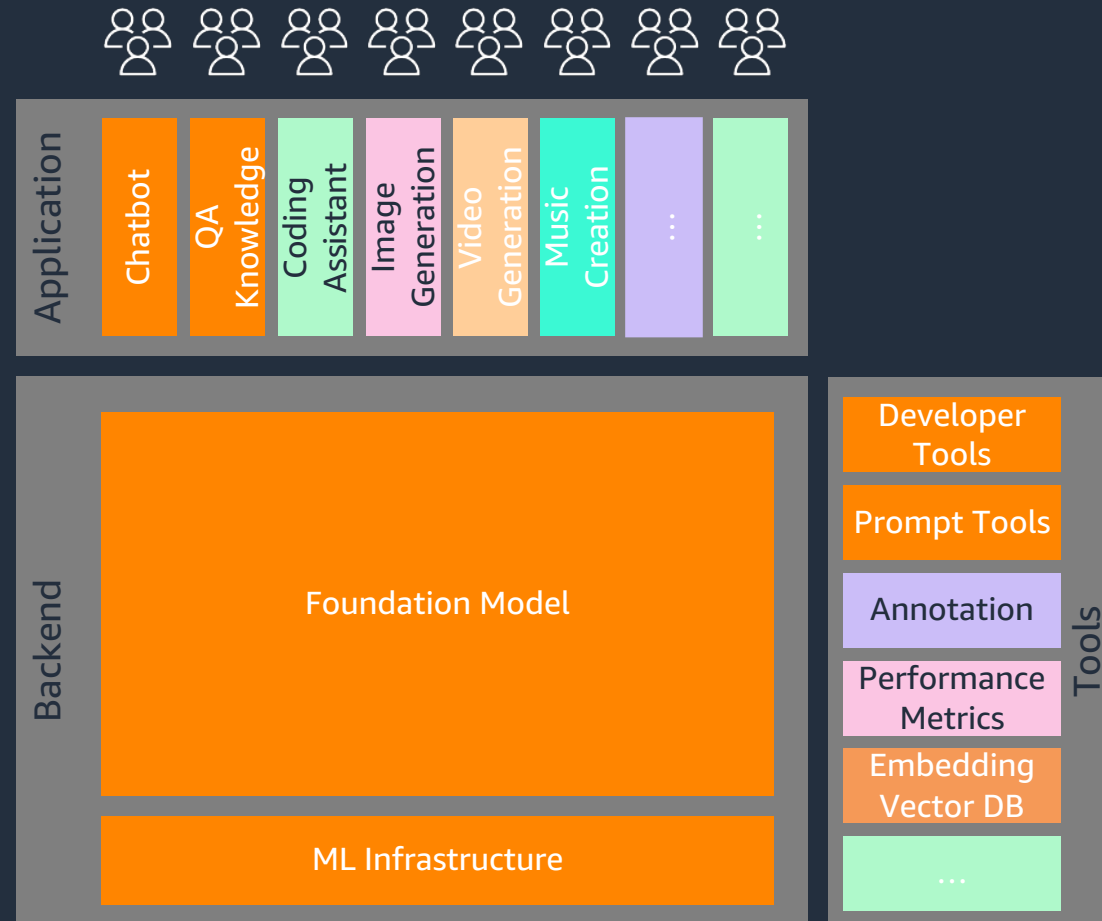 Application
Chatbot
QA
Knowledge
Coding
Assistant
Image
Generation
Video
Generation
Music
Creation
...
...
Backend
Foundation Model
ML Infrastructure
Developer
Tools
Prompt Tools
Annotation
Performance
Metrics
Embedding
Vector DB
...
Tools